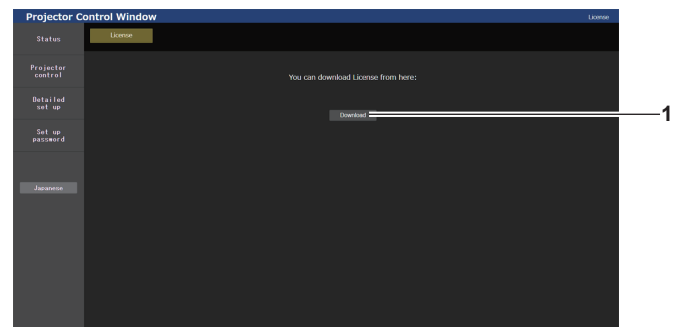 Projector Control Window
License
Status
License
Projector
control
You can download License from here:
Detailed
set up
Download
1
Set up
password
Japanese